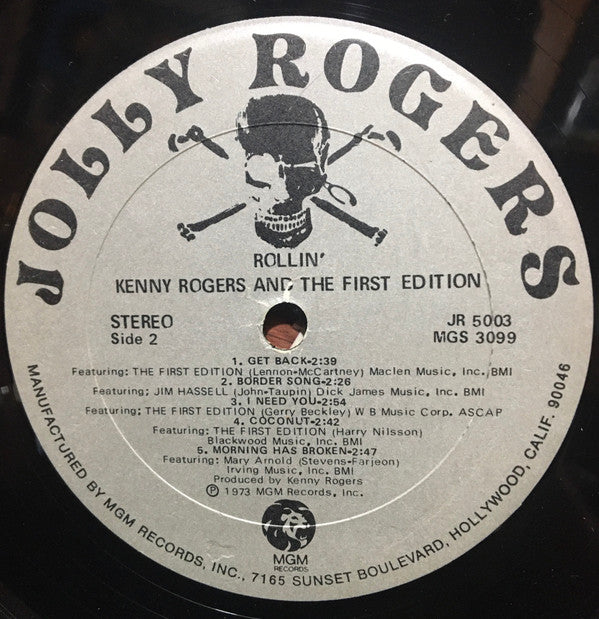 JOLLY ROGERS
ROLLIN'
KENNY ROGERS AND THE FIRST EDITION
STEREO
Side 2
JR 5003
MGS 3099
1. GET BACK-2:39
Featuring: THE FIRST EDITION (Lennon-McCartney) Maclen Music, Inc./BMI
2. BORDER SONG-2:26
Featuring; JIM HASSELL (John-Taupin) Dick James Music, Inc. BMI
3. I NEED YOU-2:54
Featuring: THE FIRST EDITION (Gerry Beckley) W B Music Corp. ASCAP
4. COCONUT-2:42
Featuring: THE FIRST EDITION (Harry Nilsson)
Blackwood Music, Inc. BMI
5. MORNING HAS BROKEN-2:47
Featuring: Mary Arnold (Stevens-Farjeon)
Irving Music, Inc. BMI
Produced by Kenny Rogers
Ⓟ 1973 MGM Records, Inc.
MGM
RECORDS
MANUFACTURED BY MGM RECORDS, INC., 7165 SUNSET BOULEVARD, HOLLYWOOD, CALIF. 90046